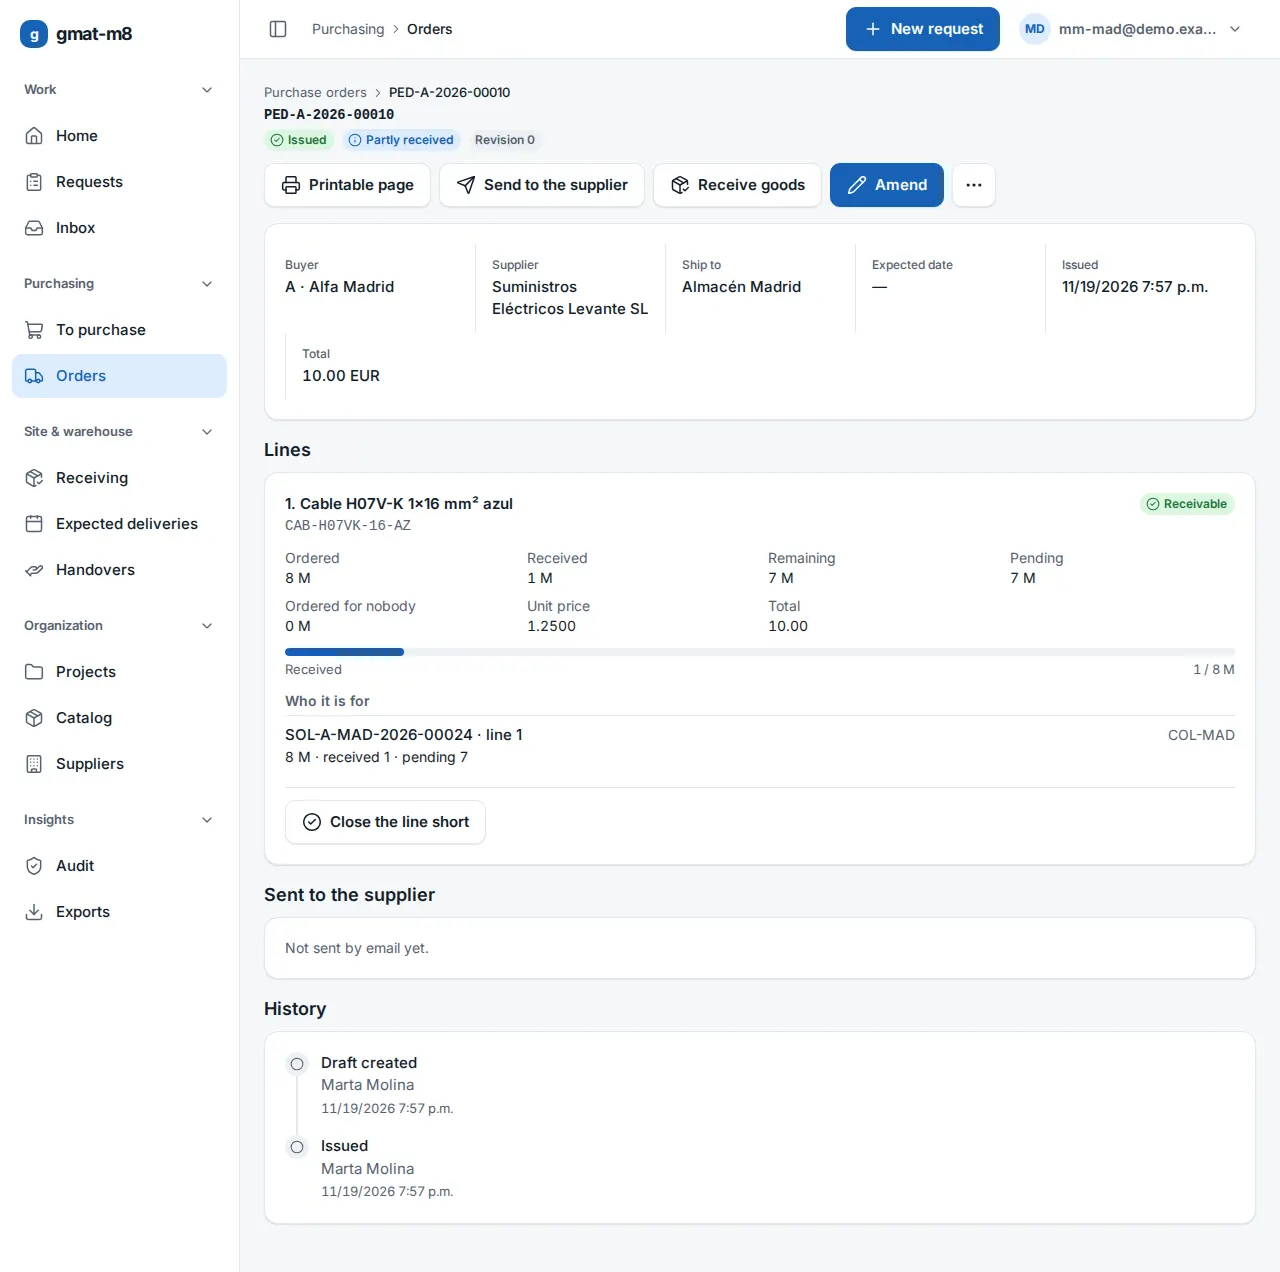 g gmat-m8
Purchasing > Orders
New request
MD mm-mad@demo.exa...
Work
Home
Requests
Inbox
Purchasing
To purchase
Orders
Site & warehouse
Receiving
Expected deliveries
Handovers
Organization
Projects
Catalog
Suppliers
Insights
Audit
Exports
Purchase orders > PED-A-2026-00010
PED-A-2026-00010
Issued Partly received Revision 0
Printable page Send to the supplier Receive goods Amend ...
Buyer
A · Alfa Madrid
Supplier
Suministros
Eléctricos Levante SL
Ship to
Almacén Madrid
Expected date
—
Issued
11/19/2026 7:57 p.m.
Total
10.00 EUR
Lines
1. Cable H07V-K 1×16 mm² azul Receivable
CAB-H07VK-16-AZ
Ordered Received Remaining Pending
8 M 1 M 7 M 7 M
Ordered for nobody Unit price Total
0 M 1.2500 10.00
Received 1 / 8 M
Who it is for
SOL-A-MAD-2026-00024 · line 1 COL-MAD
8 M · received 1 · pending 7
Close the line short
Sent to the supplier
Not sent by email yet.
History
Draft created
Marta Molina
11/19/2026 7:57 p.m.
Issued
Marta Molina
11/19/2026 7:57 p.m.